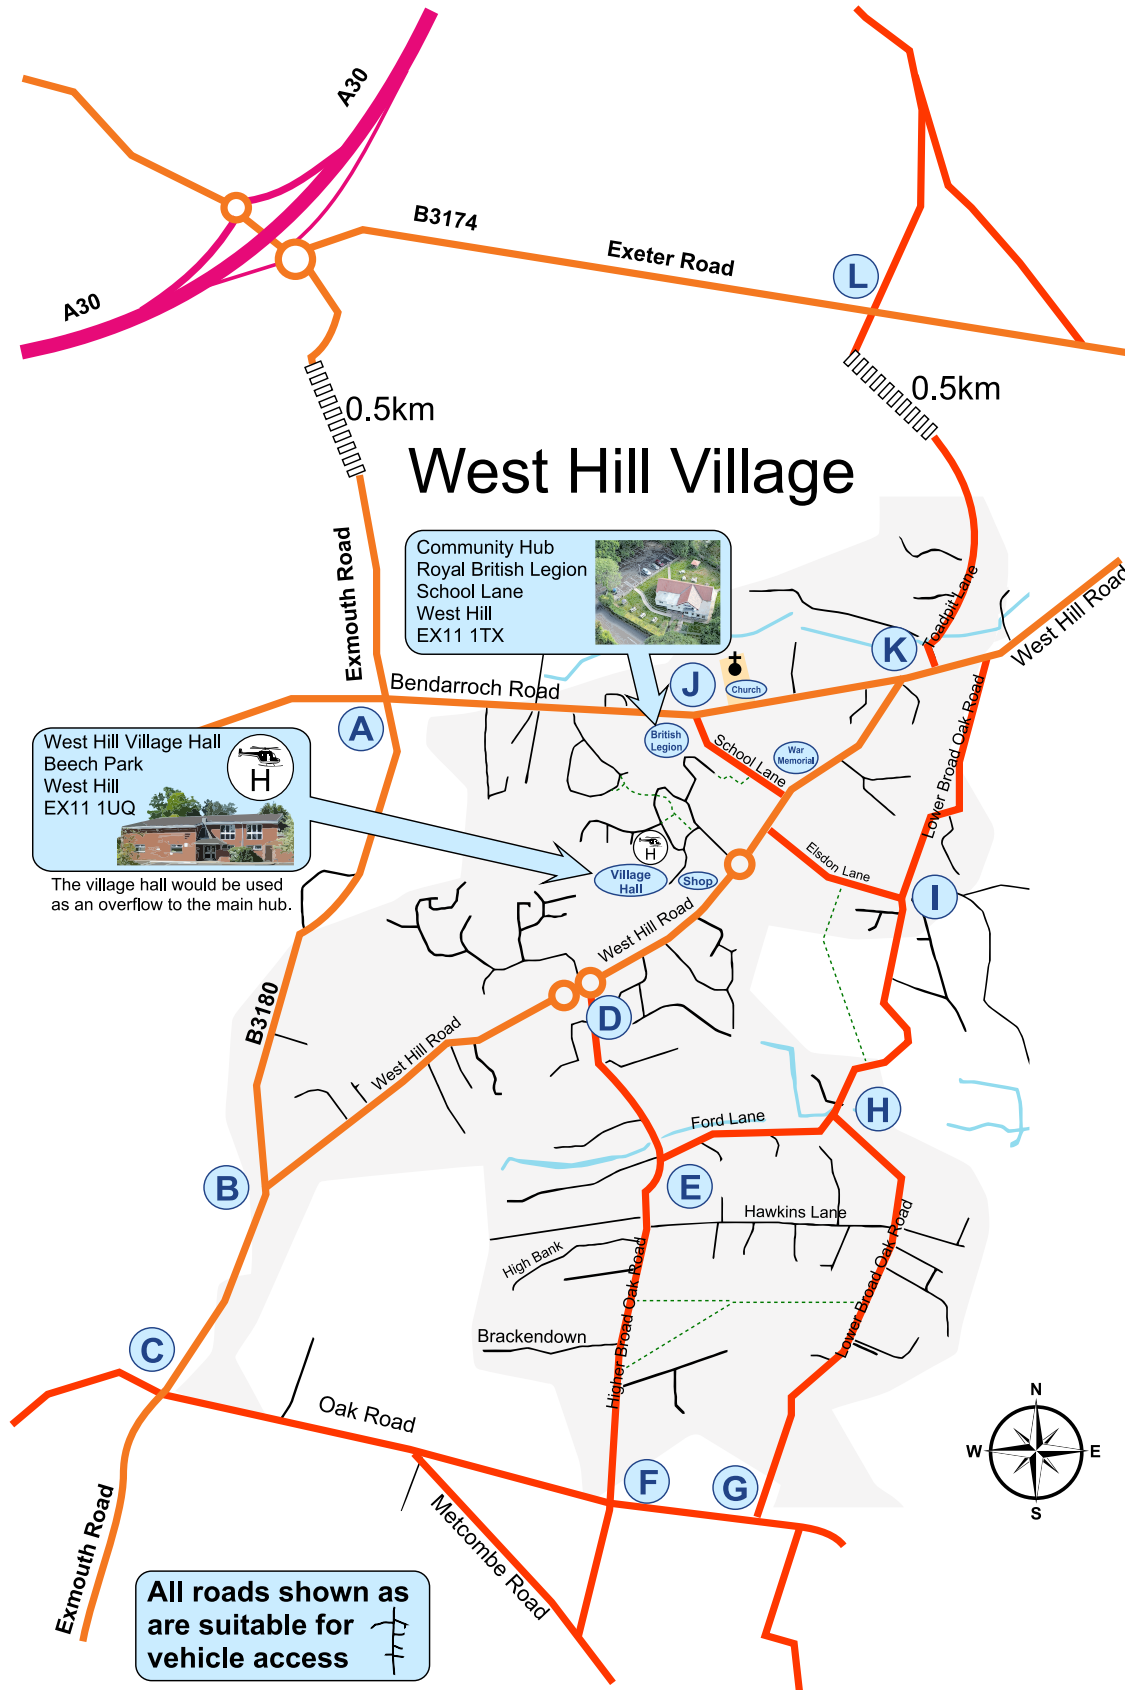 A30
B3174
Exeter Road
L
A30
0.5km
0.5km
West Hill Village
Exmouth Road
Community Hub
Royal British Legion
School Lane
West Hill
EX11 1TX
Toadpit Lane
West Hill Road
K
J
Church
Bendarroch Road
A
British
Legion
School Lane
War
Memorial
Lower Broad Oak Road
West Hill Village Hall
Beech Park
West Hill
EX11 1UQ
H
The village hall would be used
as an overflow to the main hub.
H
Village
Hall
Shop
Elsdon Lane
I
West Hill Road
B3180
D
West Hill Road
H
Ford Lane
B
E
Hawkins Lane
High Bank
Higher Broad Oak Road
Lower Broad Oak Road
Brackendown
C
Oak Road
N
W
E
S
F
G
Metcombe Road
Exmouth Road
All roads shown as
are suitable for
vehicle access